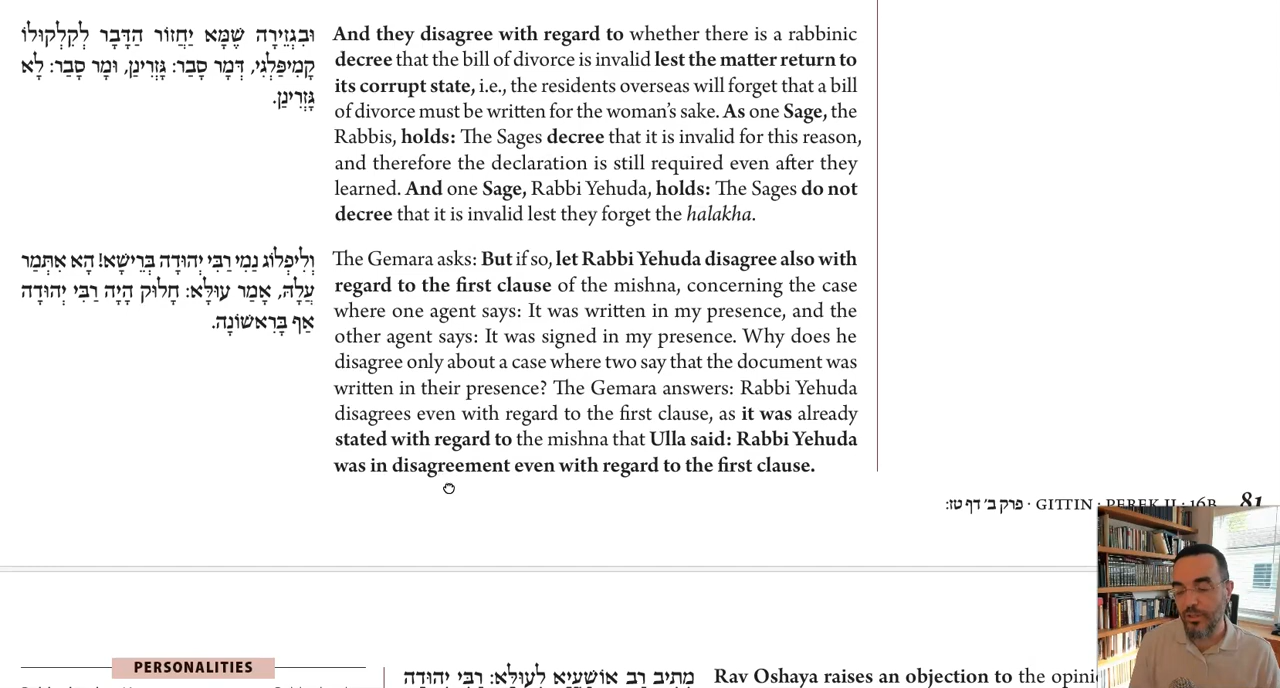 וּבִגְזֵירָה שֶׁמָּא יַחֲזוֹר הַדָּבָר לְקִלְקוּלוֹ
קָמִיפַּלְגִי, דְּמָר סָבַר: גָּזְרִינַן, וּמָר סָבַר: לָא
גָּזְרִינַן.
And they disagree with regard to whether there is a rabbinic
decree that the bill of divorce is invalid lest the matter return to
its corrupt state, i.e., the residents overseas will forget that a bill
of divorce must be written for the woman’s sake. As one Sage, the
Rabbis, holds: The Sages decree that it is invalid for this reason,
and therefore the declaration is still required even after they
learned. And one Sage, Rabbi Yehuda, holds: The Sages do not
decree that it is invalid lest they forget the halakha.
וְלִיפְלוֹג נַמִי רַבִּי יְהוּדָה בְּרֵישָׁא! הָא אִתְּמַר
עֲלַהּ, אָמַר עוּלָּא: חָלוּק הָיָה רַבִּי יְהוּדָה
אַף בָּרִאשׁוֹנָה.
The Gemara asks: But if so, let Rabbi Yehuda disagree also with
regard to the first clause of the mishna, concerning the case
where one agent says: It was written in my presence, and the
other agent says: It was signed in my presence. Why does he
disagree only about a case where two say that the document was
written in their presence? The Gemara answers: Rabbi Yehuda
disagrees even with regard to the first clause, as it was already
stated with regard to the mishna that Ulla said: Rabbi Yehuda
was in disagreement even with regard to the first clause.
פרק ב׳ דף טז: · GITTIN · PEREK II · 16B 81
PERSONALITIES
מתיב רב אושעיא לעולא: רבי יהודה
Rav Oshaya raises an objection to the